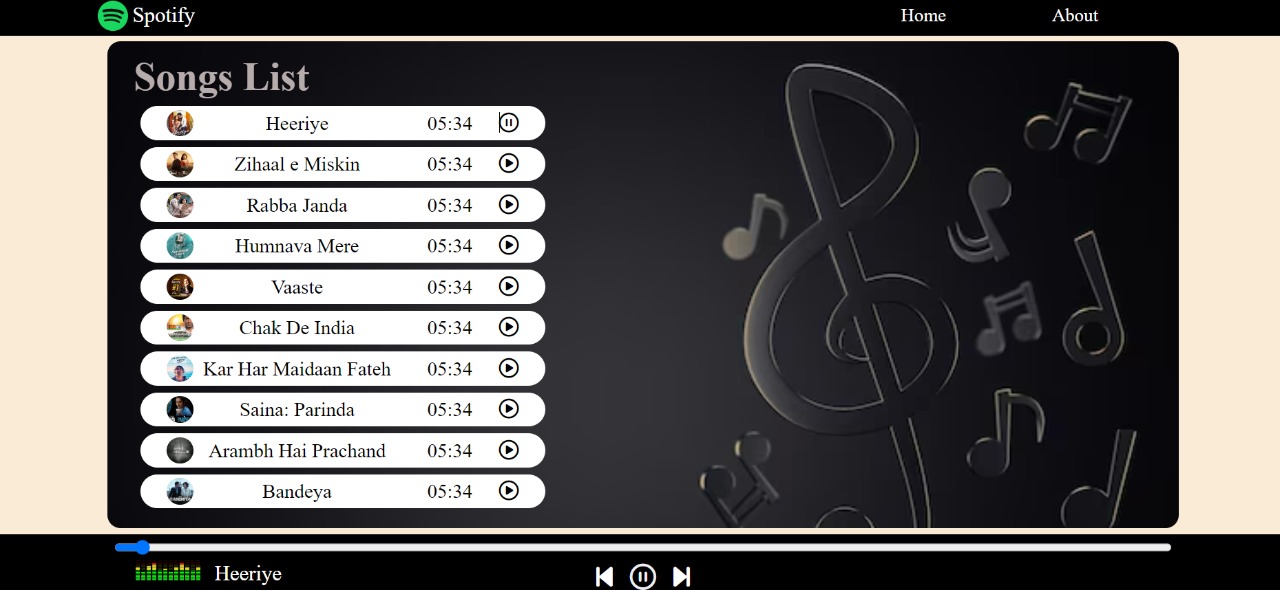 Spotify
Home About
Songs List
Heeriye 05:34
Zihaal e Miskin 05:34
Rabba Janda 05:34
Humnava Mere 05:34
Vaaste 05:34
Chak De India 05:34
Kar Har Maidaan Fateh 05:34
Saina: Parinda 05:34
Arambh Hai Prachand 05:34
Bandeya 05:34
Heeriye